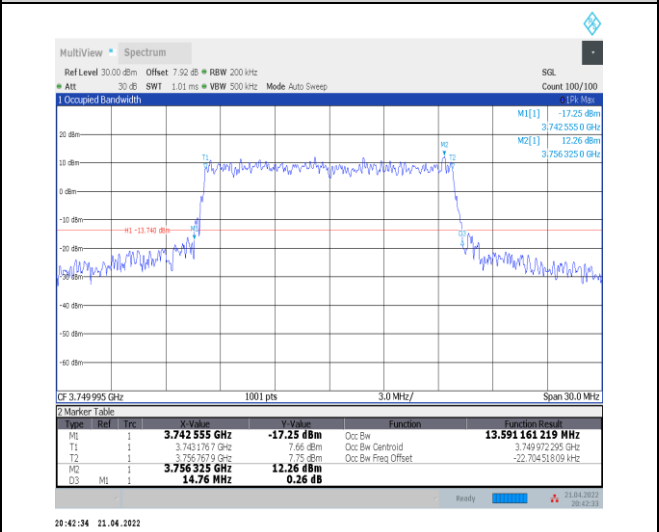 MultiView Spectrum
Ref Level 30.00 dBm Offset 7.92 dB RBW 200 kHz SGL
Att 30 dB SWT 1.01 ms VBW 500 kHz Mode Auto Sweep Count 100/100
1 Occupied Bandwidth 1Pk Max
M1[1] -17.25 dBm
3.742 555 0 GHz
M2[1] 12.26 dBm
3.756 325 0 GHz
20 dBm
M2
T1 T2
10 dBm
0 dBm
-10 dBm
H1 -13.740 dBm M1
D3
-20 dBm
-30 dBm
-40 dBm
-50 dBm
-60 dBm
CF 3.749 995 GHz 1001 pts 3.0 MHz/ Span 30.0 MHz
2 Marker Table
Type Ref Trc X-Value Y-Value Function Function Result
M1 1 3.742 555 GHz -17.25 dBm Occ Bw 13.591 161 219 MHz
T1 1 3.743 176 7 GHz 7.66 dBm Occ Bw Centroid 3.749 972 295 GHz
T2 1 3.756 767 9 GHz 7.75 dBm Occ Bw Freq Offset -22.704 518 09 kHz
M2 1 3.756 325 GHz 12.26 dBm
D3 M1 1 14.76 MHz 0.26 dB
Ready 21.04.2022
20:42:33
20:42:34 21.04.2022